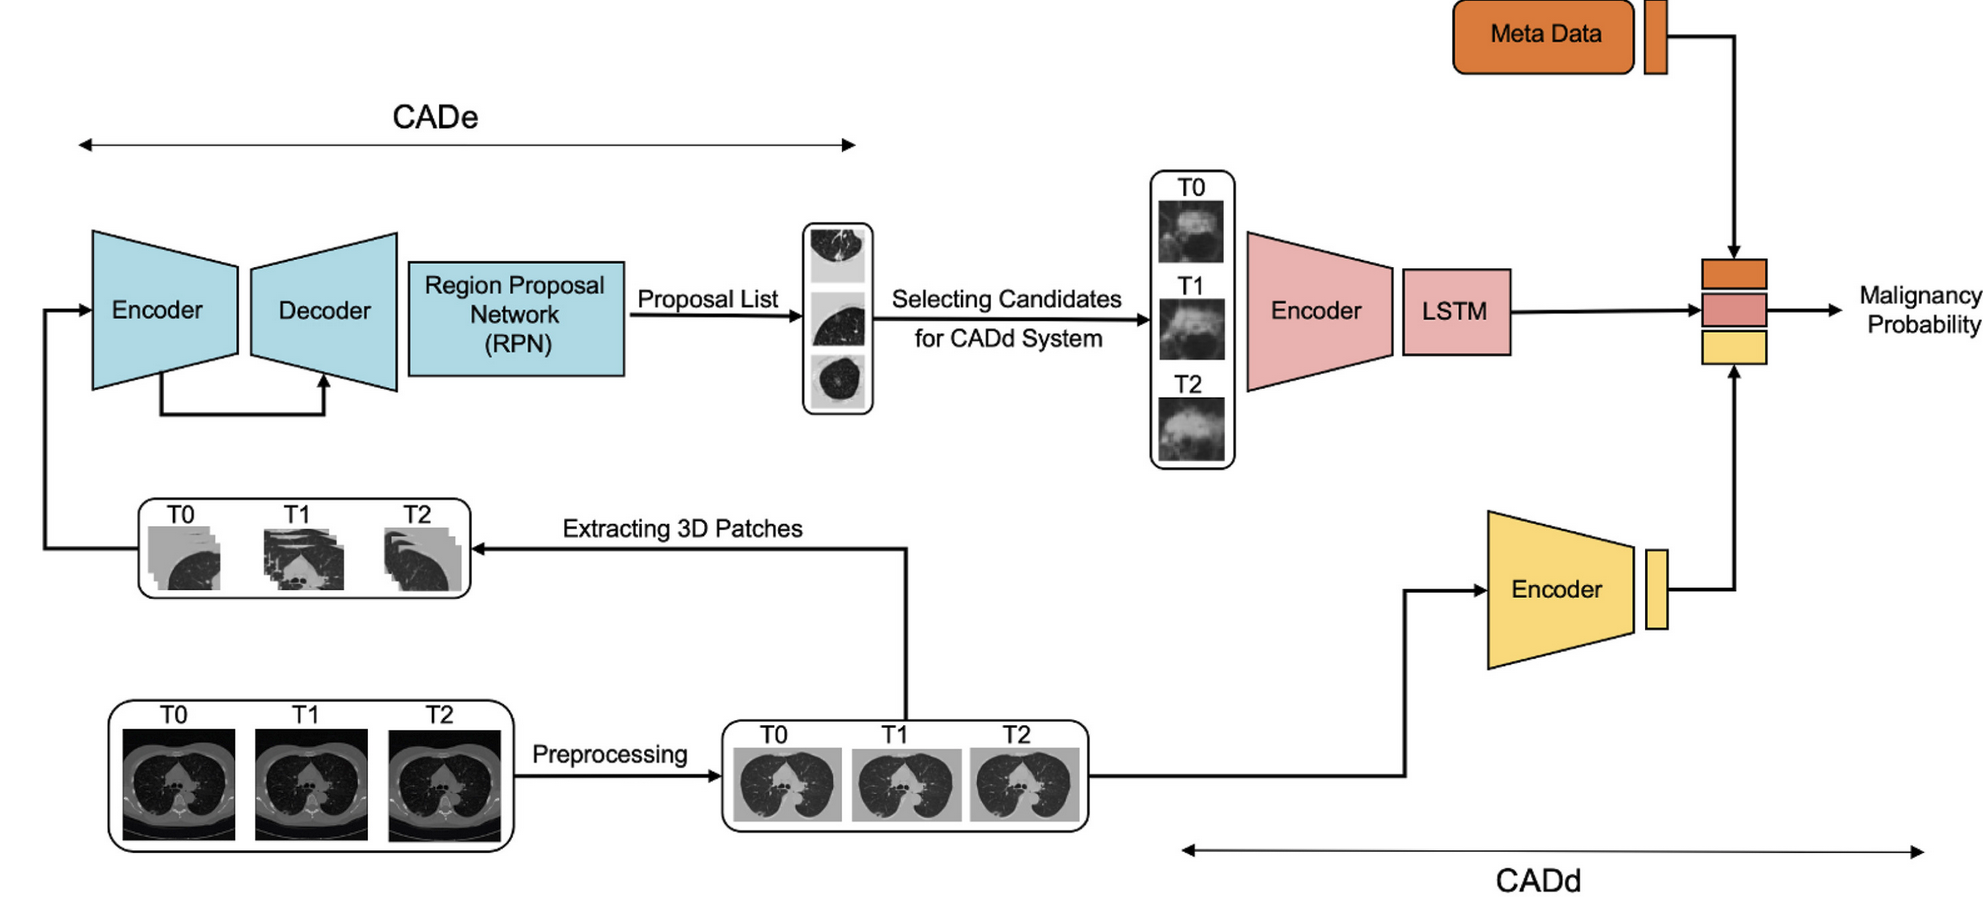 Meta Data
CADe
T0
T1
T2
Encoder
Decoder
Region Proposal
Network
(RPN)
Proposal List
Selecting Candidates
for CADd System
Encoder
LSTM
Malignancy
Probability
T0
T1
T2
Extracting 3D Patches
Encoder
T0
T1
T2
Preprocessing
T0
T1
T2
CADd